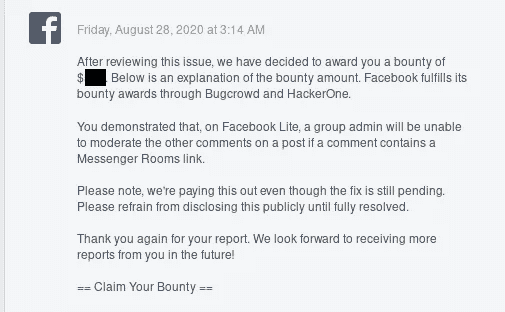 Friday, August 28, 2020 at 3:14 AM
After reviewing this issue, we have decided to award you a bounty of
$ . Below is an explanation of the bounty amount. Facebook fulfills its
bounty awards through Bugcrowd and HackerOne.
You demonstrated that, on Facebook Lite, a group admin will be unable
to moderate the other comments on a post if a comment contains a
Messenger Rooms link.
Please note, we're paying this out even though the fix is still pending.
Please refrain from disclosing this publicly until fully resolved.
Thank you again for your report. We look forward to receiving more
reports from you in the future!
== Claim Your Bounty ==